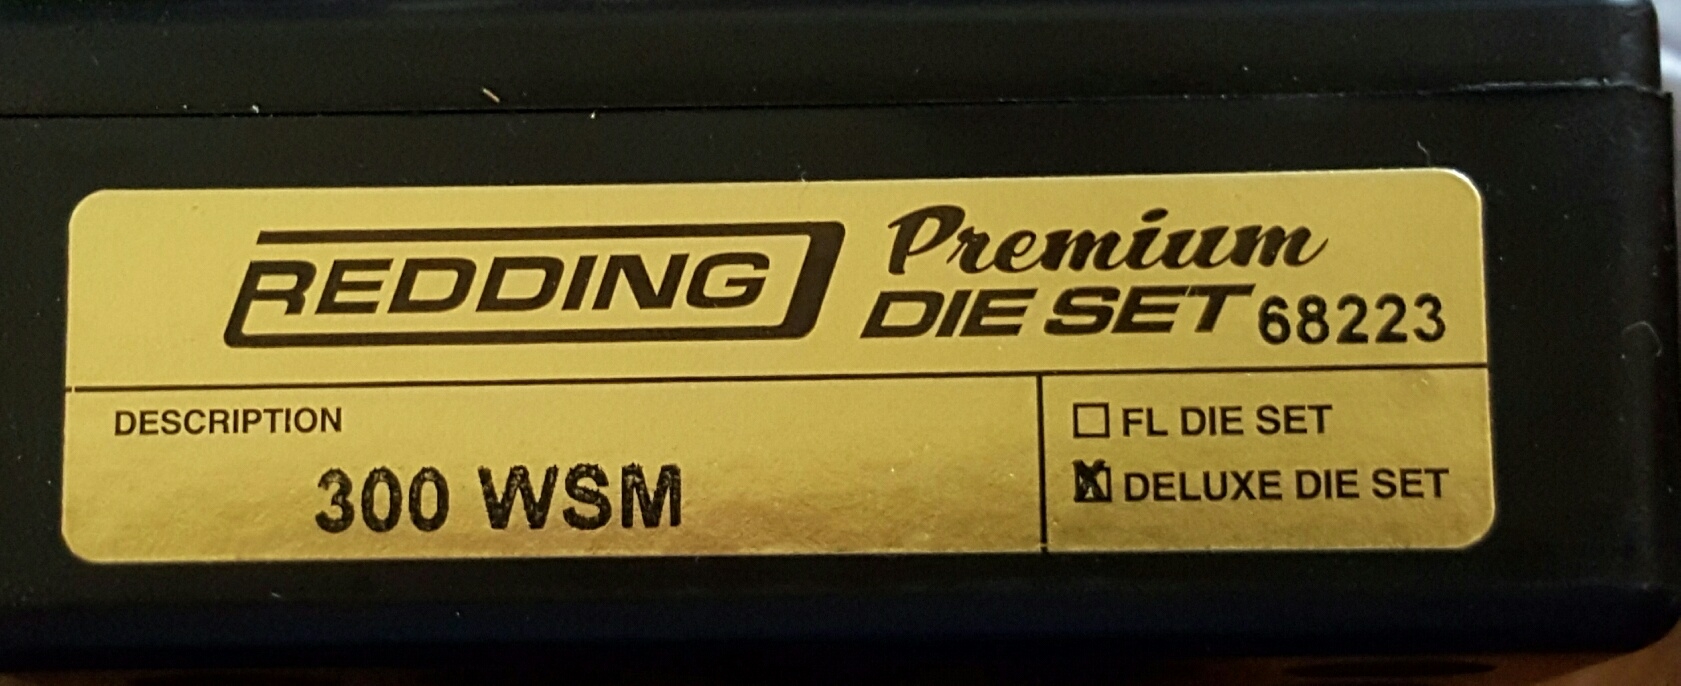 REDDING Premium
DIE SET 68223
DESCRIPTION
300 WSM
FL DIE SET
DELUXE DIE SET